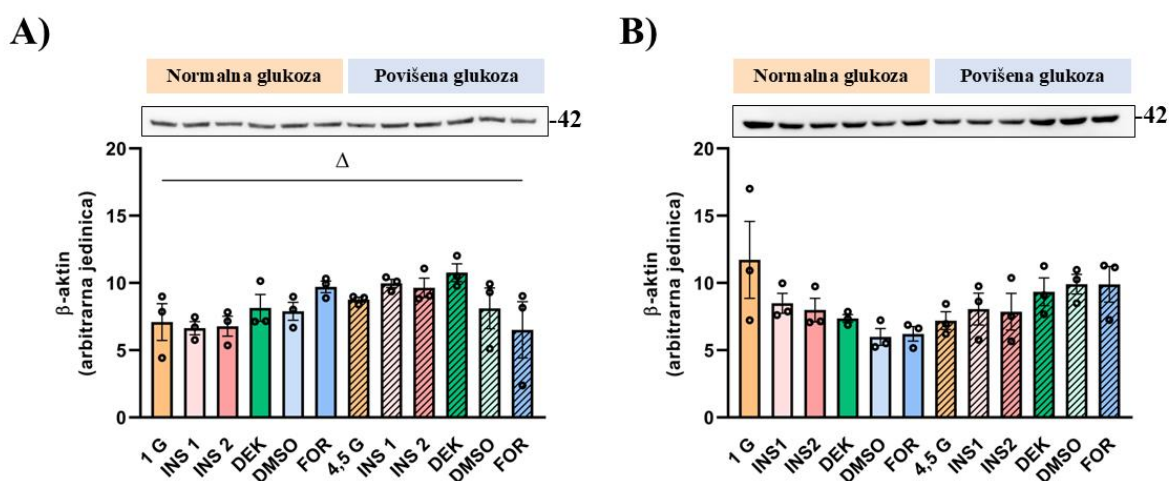 A)
Normalna glukoza Povišena glukoza
-42
20
Δ
15
10
5
0
β-aktin
(arbitrarna jedinica)
1 G INS 1 INS 2 DEK DMSO FOR 4,5 G INS 1 INS 2 DEK DMSO FOR
B)
Normalna glukoza Povišena glukoza
-42
20
15
10
5
0
β-aktin
(arbitrarna jedinica)
1 G INS1 INS2 DEK DMSO FOR 4,5 G INS1 INS2 DEK DMSO FOR